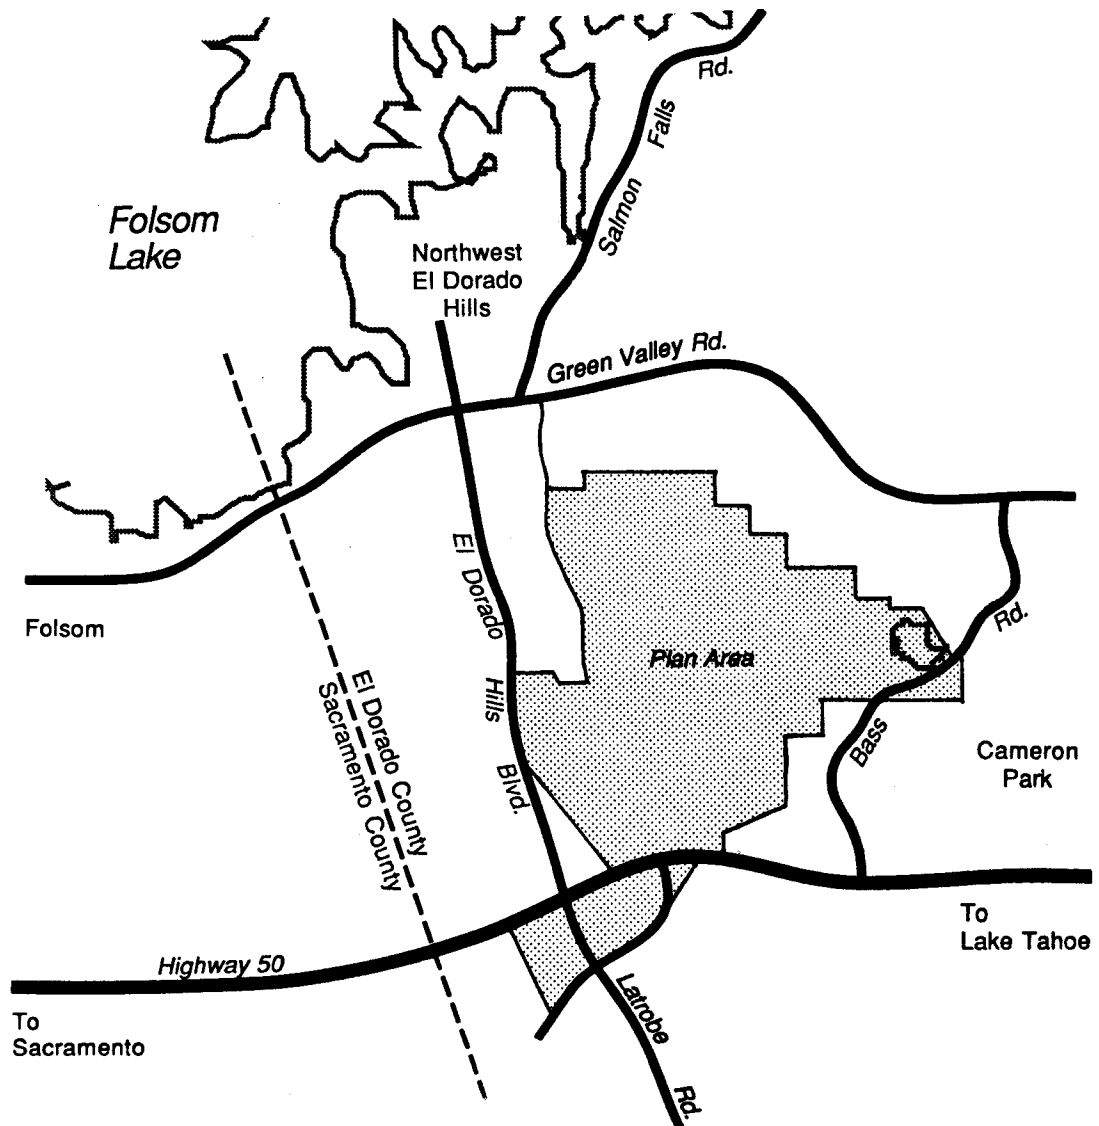 Rd.
Falls
Salmon
Folsom
Lake
Northwest
El Dorado
Hills
Green Valley Rd.
El Dorado
Hills
Blvd.
Folsom
Rd.
Plan Area
Bass
El Dorado County
Sacramento County
Cameron
Park
To
Lake Tahoe
Highway 50
To
Sacramento
Latrobe
Rd.